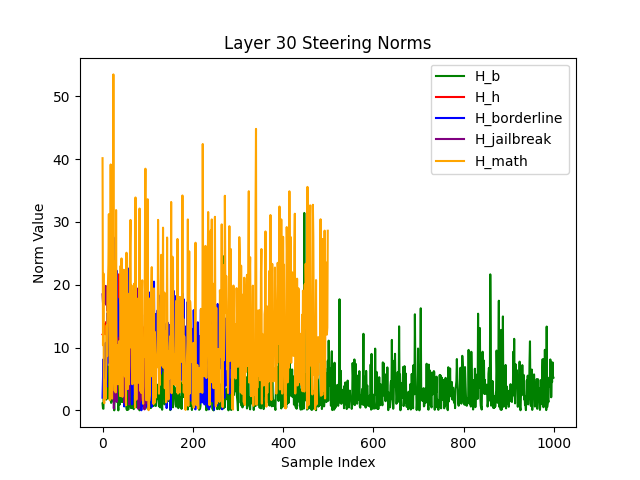 Layer 30 Steering Norms
H_b
H_h
H_borderline
H_jailbreak
H_math
Norm Value
50
40
30
20
10
0
0
200
400
600
800
1000
Sample Index